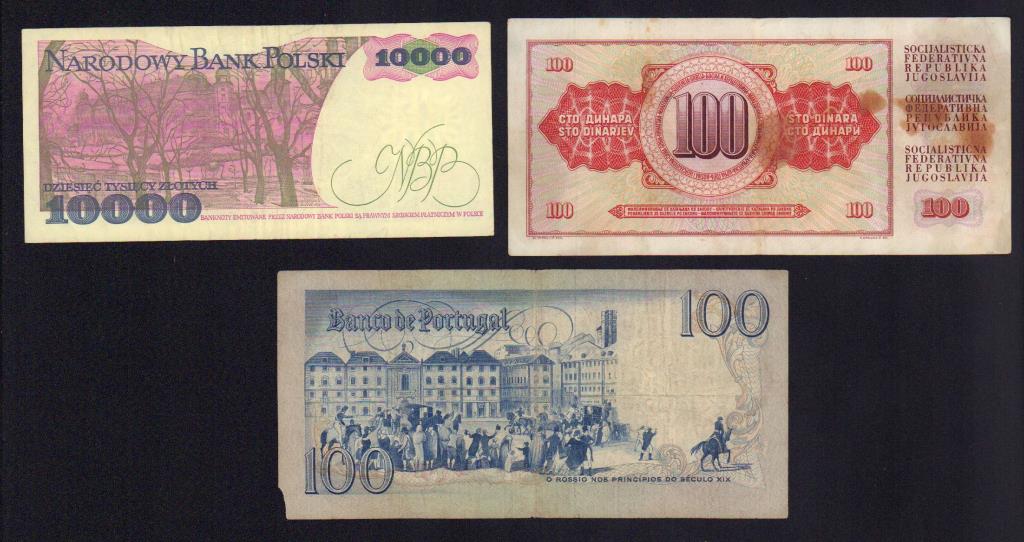 NARODOWY BANK POLSKI
10000
NBP
DZIESIĘĆ TYSIĘCY ZŁOTYCH
10000
BANKNOTY EMITOWANE PRZEZ NARODOWY BANK POLSKI SĄ PRAWNYM ŚRODKIEM PŁATNICZYM W POLSCE
100
100
SOCIJALISTIČKA
FEDERATIVNA
REPUBLIKA
JUGOSLAVIJA
СОЦИЈАЛИСТИЧКА
ФЕДЕРАТИВНА
РЕПУБЛИКА
ЈУГОСЛАВИЈА
SOCIALISTIČNA
FEDERATIVNA
REPUBLIKA
JUGOSLAVIJA
СТО ДИНАРА
STO DINARJEV
100
STO DINARA
СТО ДИНАРИ
100
100
100
Banco de Portugal
100
100
O ROSSIO NOS PRINCÍPIOS DO SÉCULO XIX